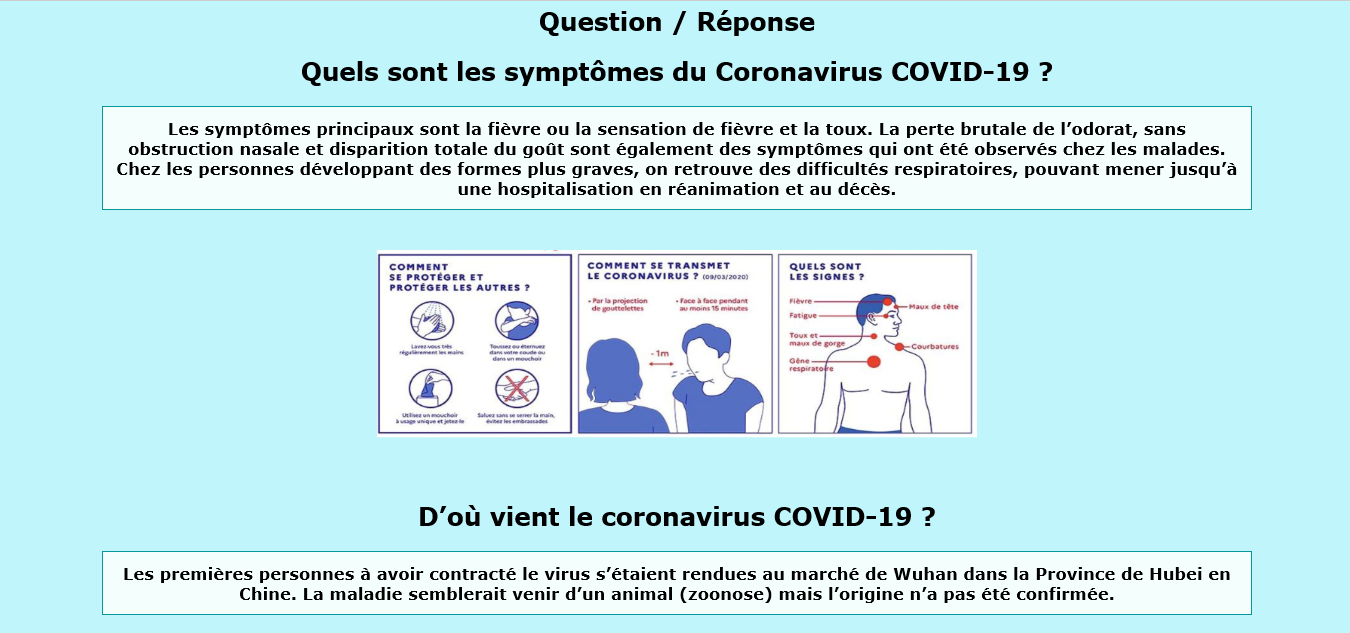 Question / Réponse
Quels sont les symptômes du Coronavirus COVID-19 ?
Les symptômes principaux sont la fièvre ou la sensation de fièvre et la toux. La perte brutale de l’odorat, sans
obstruction nasale et disparition totale du goût sont également des symptômes qui ont été observés chez les malades.
Chez les personnes développant des formes plus graves, on retrouve des difficultés respiratoires, pouvant mener jusqu’à
une hospitalisation en réanimation et au décès.
COMMENT
SE PROTÉGER ET
PROTÉGER LES AUTRES ?
Lavez-vous très
régulièrement les mains
Toussez ou éternuez
dans votre coude ou
dans un mouchoir
Utilisez un mouchoir
à usage unique et jetez le
Saluez sans se serrer la main,
évitez les embrassades
COMMENT SE TRANSMET
LE CORONAVIRUS ? (09/03/2020)
• Par la projection
de gouttelettes
• Face à face pendant
au moins 15 minutes
- 1m
QUELS SONT
LES SIGNES ?
Fièvre
Fatigue
Toux et
maux de gorge
Gêne
respiratoire
Maux de tête
Courbatures
D’où vient le coronavirus COVID-19 ?
Les premières personnes à avoir contracté le virus s’étaient rendues au marché de Wuhan dans la Province de Hubei en
Chine. La maladie semblerait venir d’un animal (zoonose) mais l’origine n’a pas été confirmée.